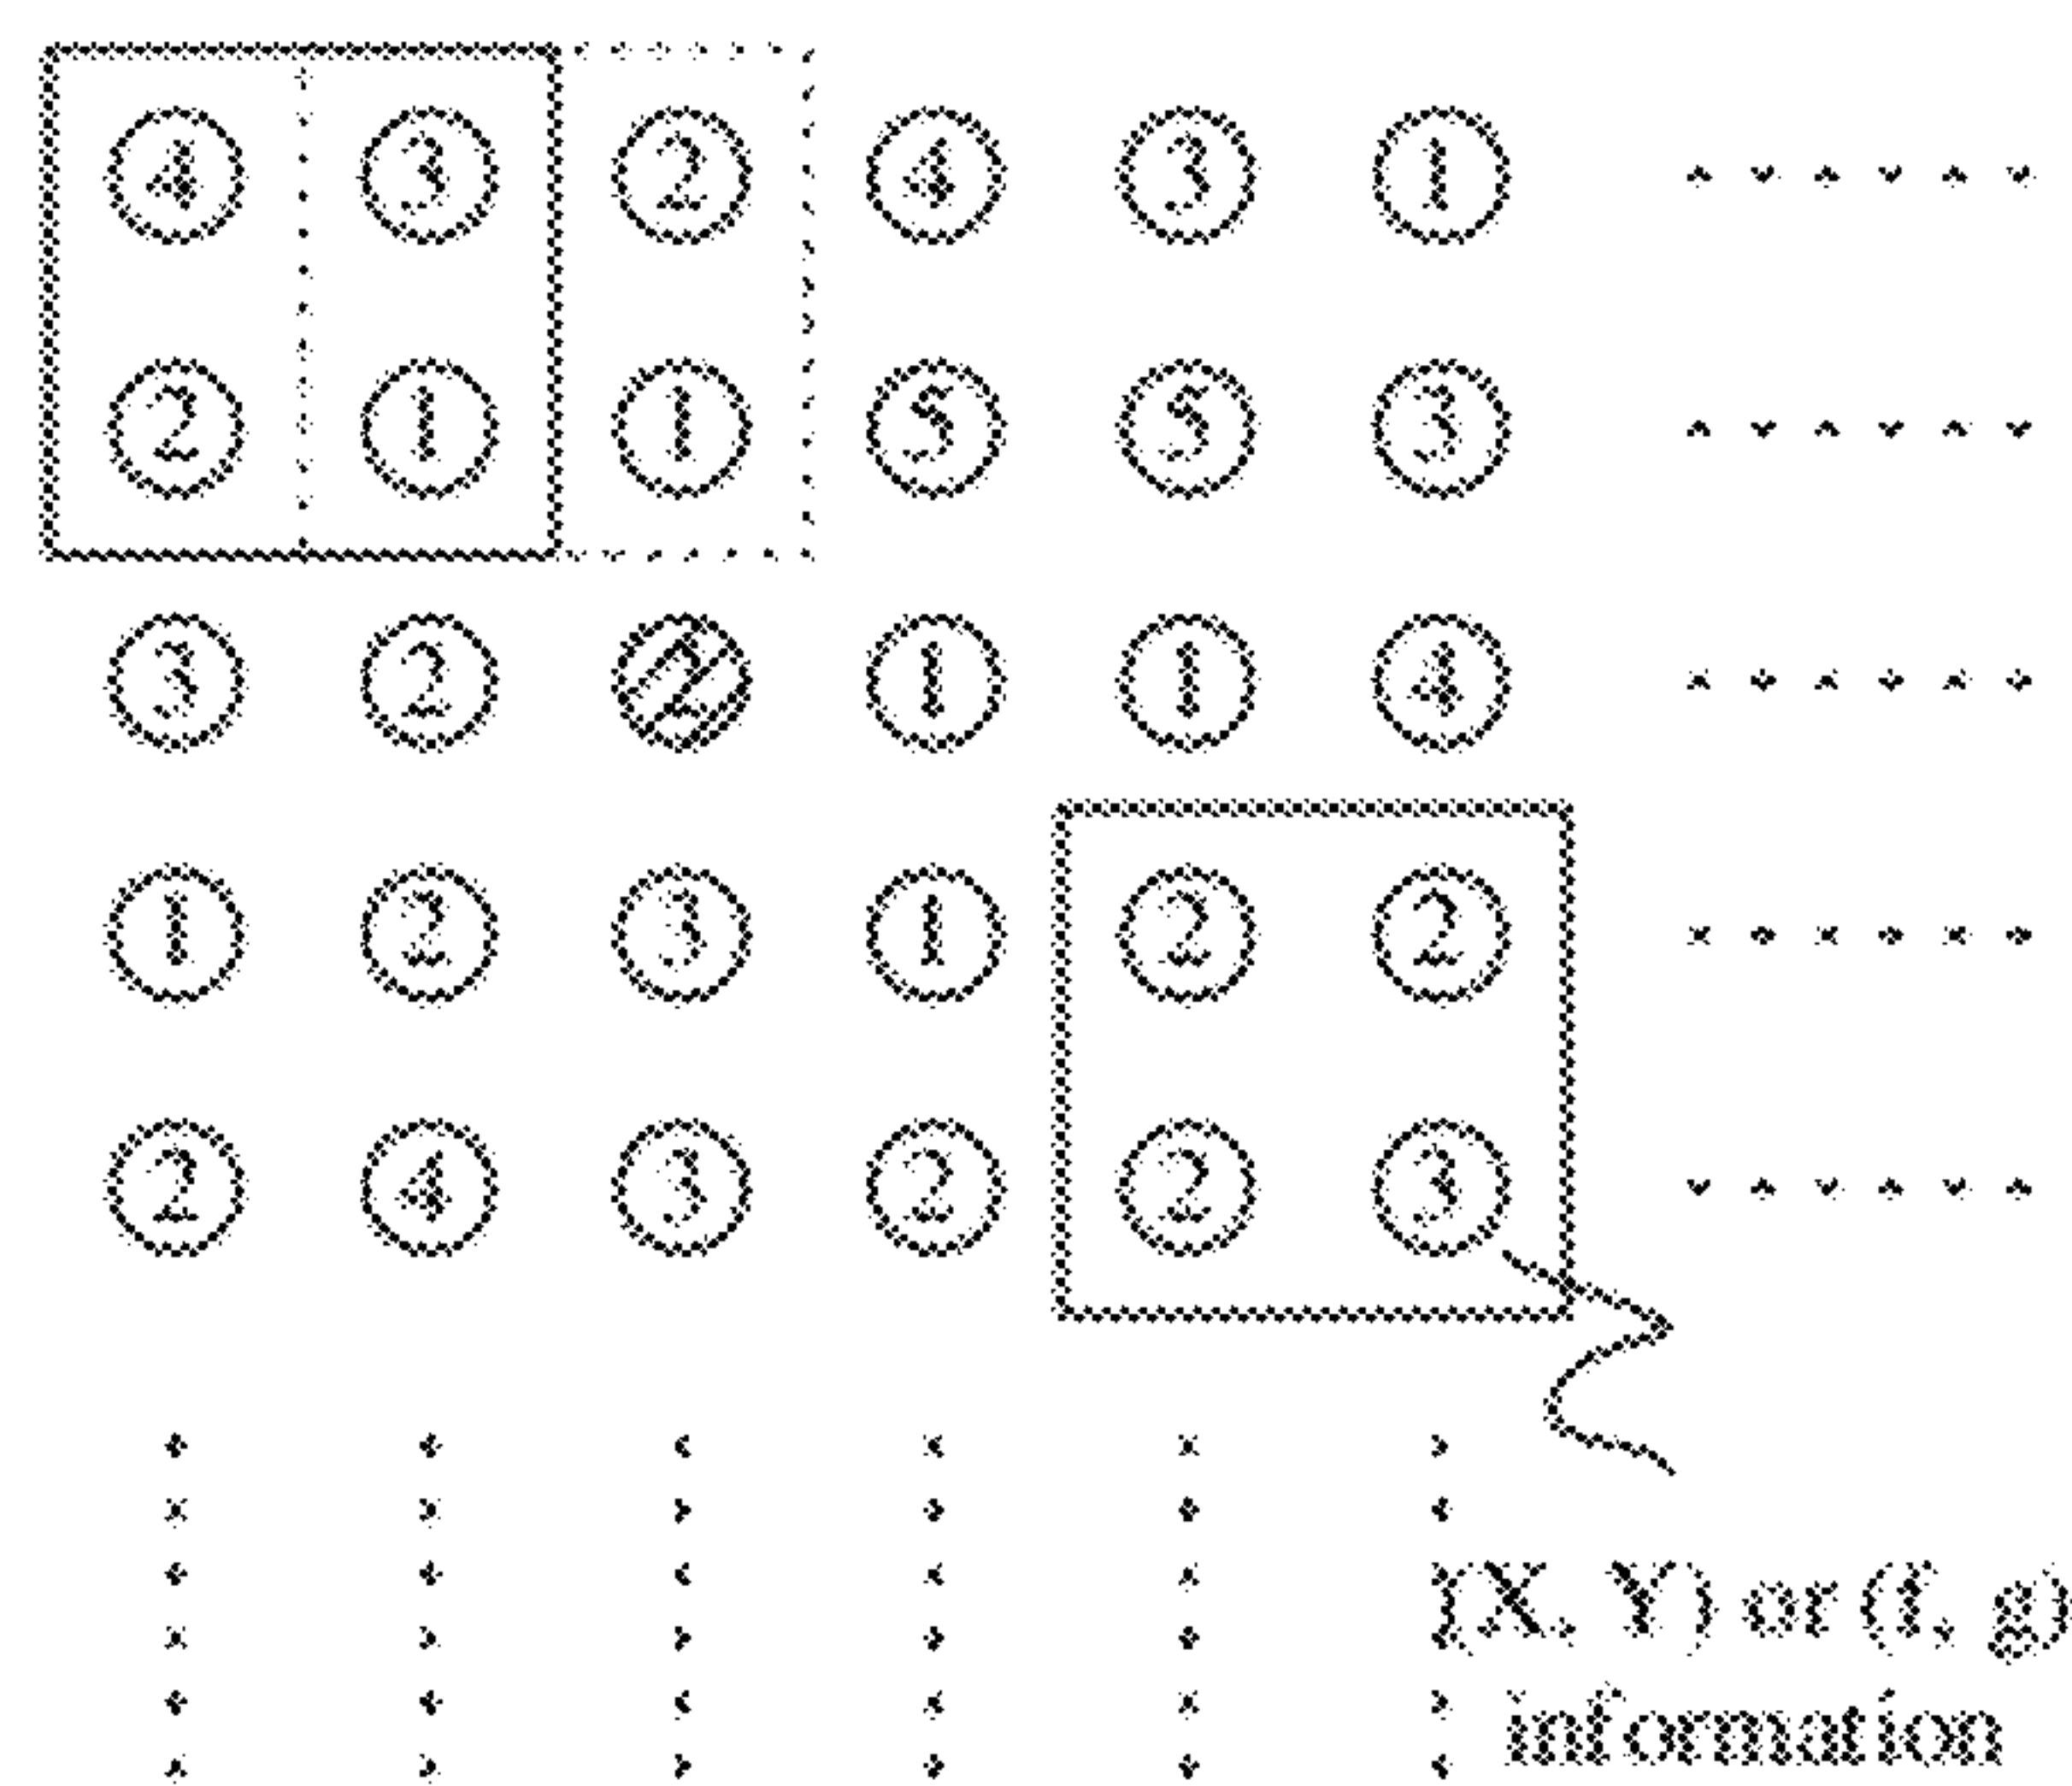 ④ ③ ② ④ ③ ①
② ① ① ⑤ ⑤ ③
③ ② ② ① ① ④
① ② ③ ① ② ②
② ④ ③ ② ② ③
(X, Y) or (f, g)
information